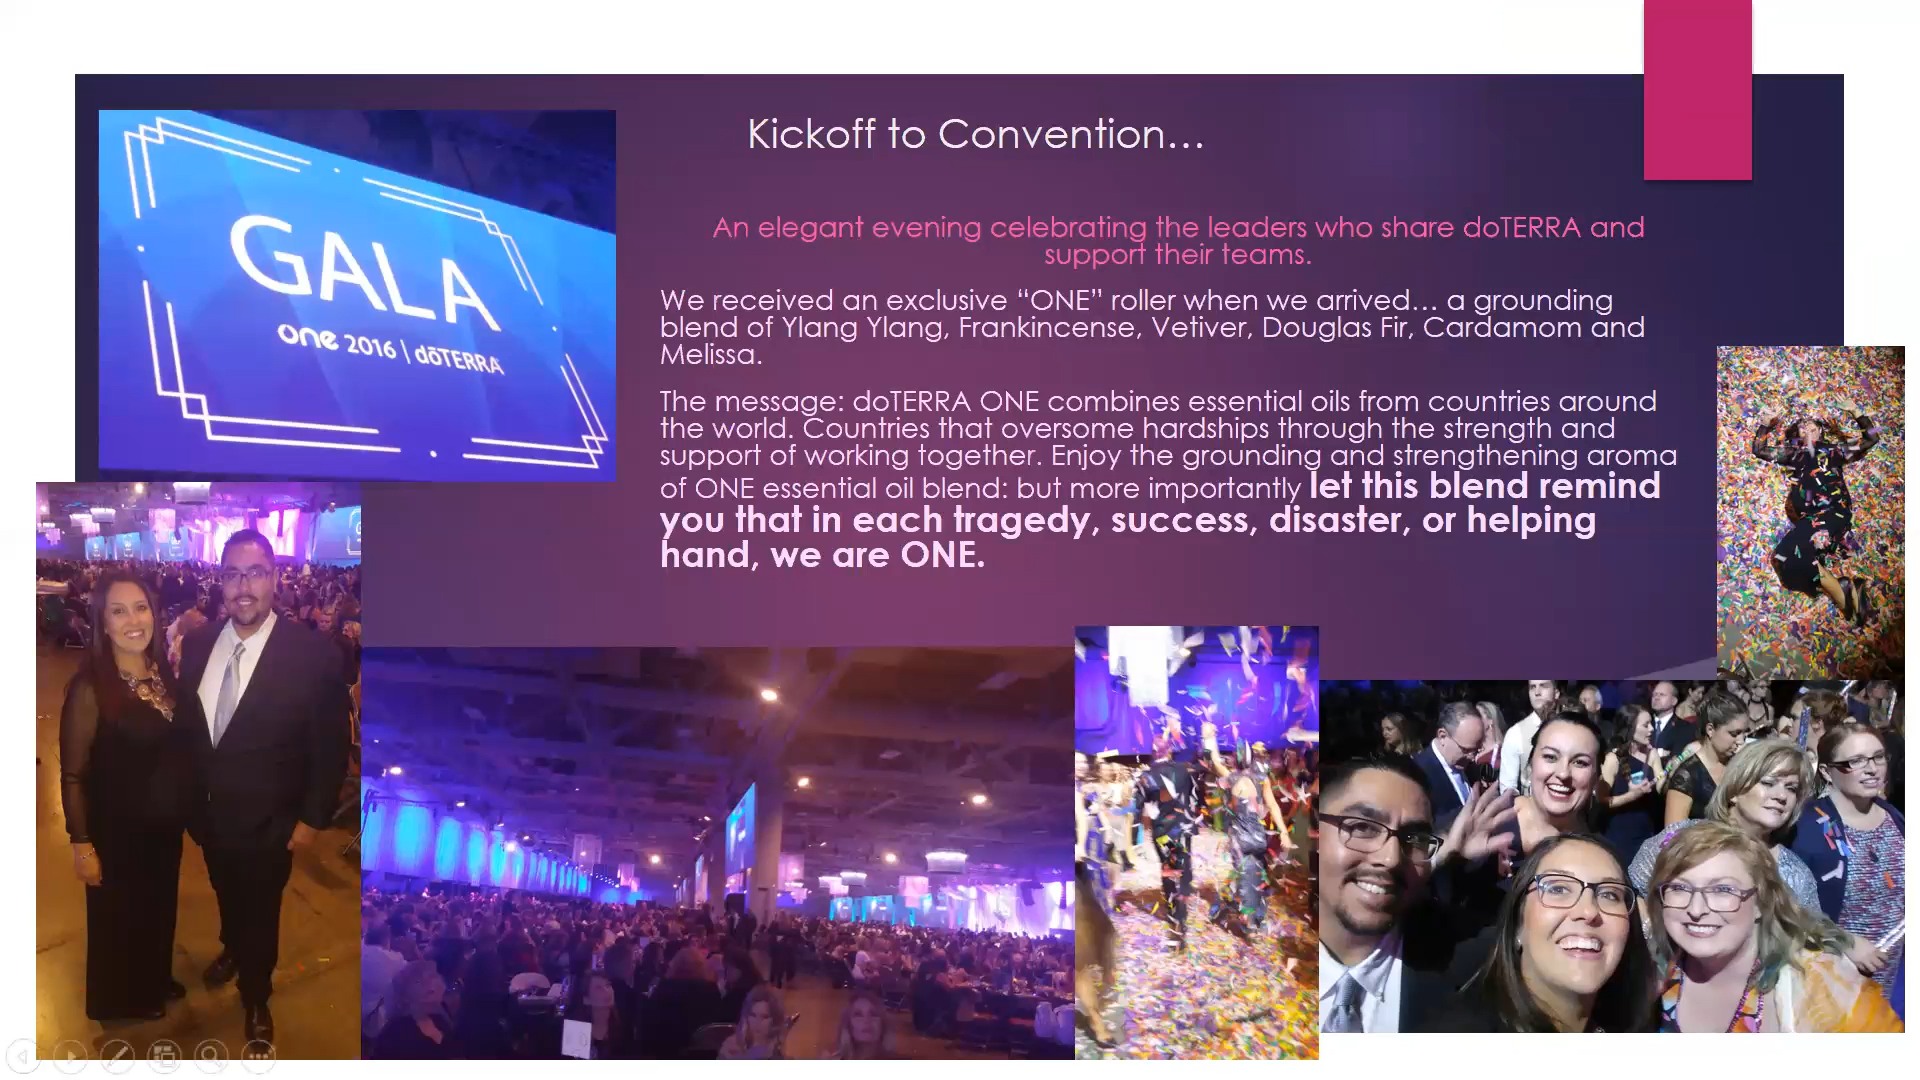 GALA
one 2016 | dōTERRA
Kickoff to Convention…
An elegant evening celebrating the leaders who share doTERRA and
support their teams.
We received an exclusive “ONE” roller when we arrived… a grounding
blend of Ylang Ylang, Frankincense, Vetiver, Douglas Fir, Cardamom and
Melissa.
The message: doTERRA ONE combines essential oils from countries around
the world. Countries that oversome hardships through the strength and
support of working together. Enjoy the grounding and strengthening aroma
of ONE essential oil blend: but more importantly let this blend remind
you that in each tragedy, success, disaster, or helping
hand, we are ONE.